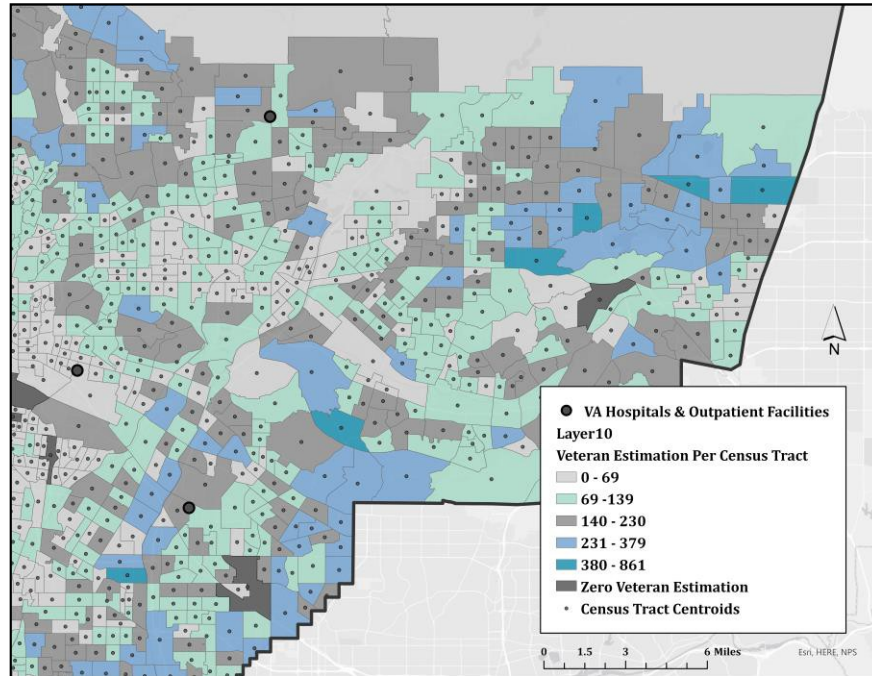 N
VA Hospitals & Outpatient Facilities
Layer10
Veteran Estimation Per Census Tract
0 - 69
69 -139
140 - 230
231 - 379
380 - 861
Zero Veteran Estimation
Census Tract Centroids
0 1.5 3 6 Miles
Esri, HERE, NPS